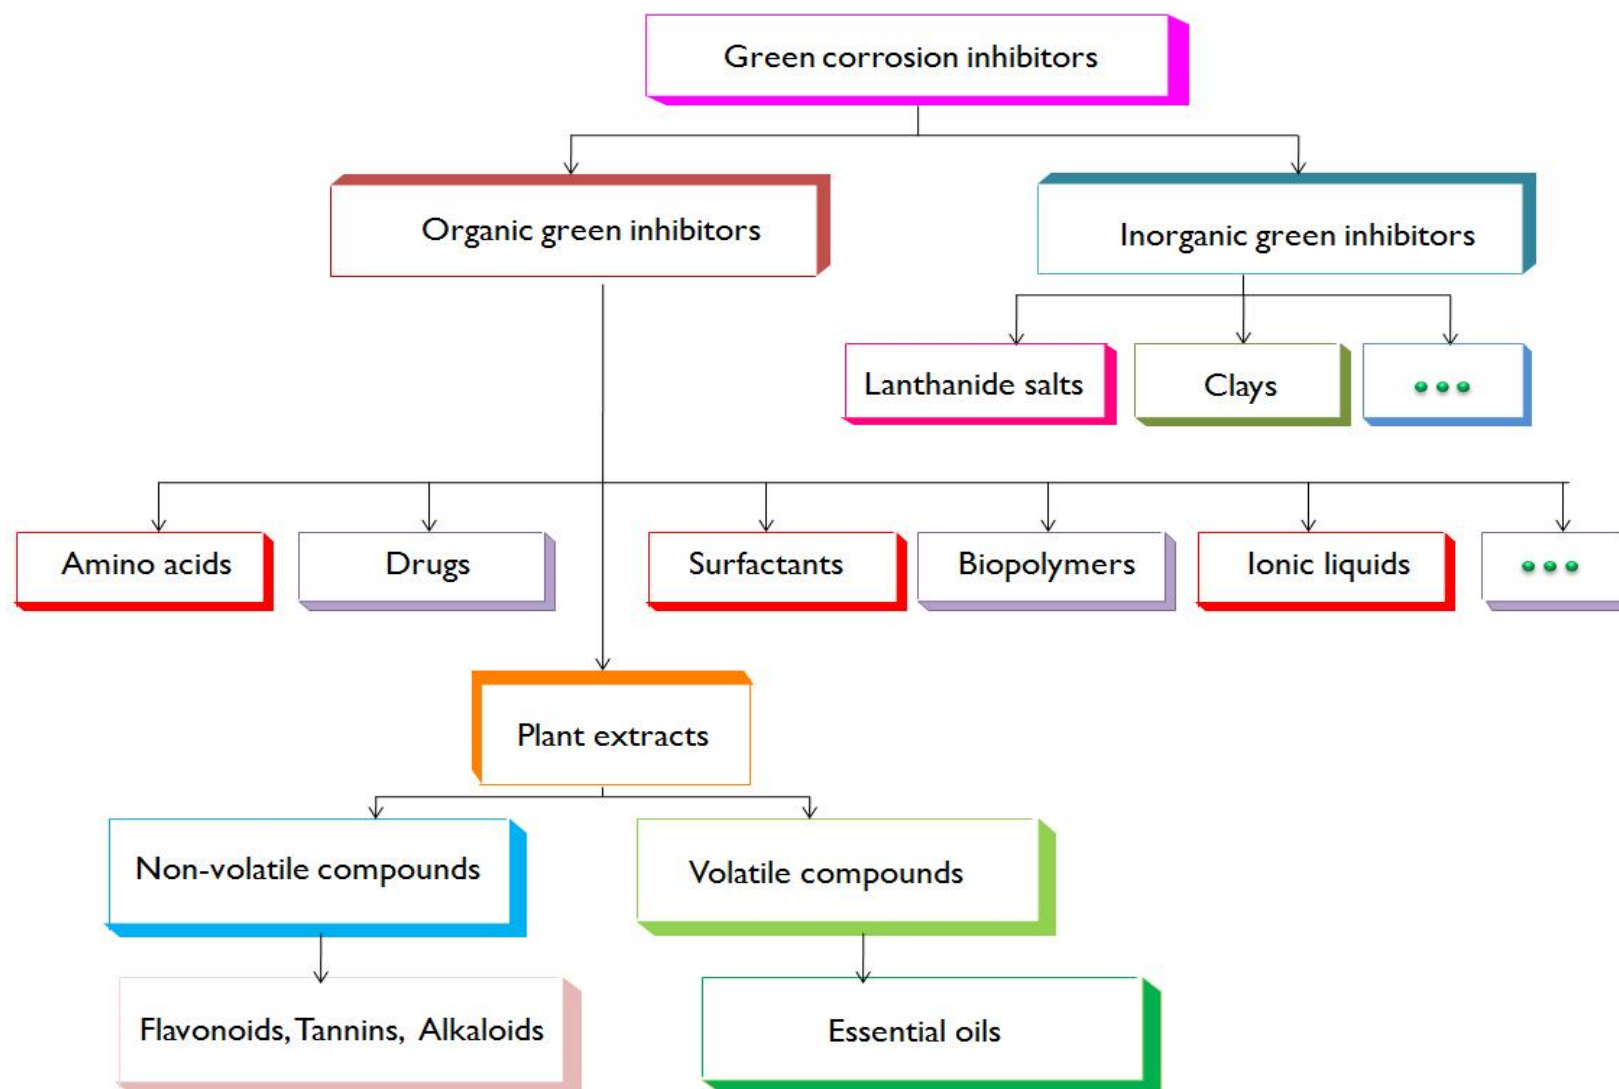 Green corrosion inhibitors
Organic green inhibitors
Inorganic green inhibitors
Lanthanide salts
Clays
•••
Amino acids
Drugs
Surfactants
Biopolymers
Ionic liquids
•••
Plant extracts
Non-volatile compounds
Volatile compounds
Flavonoids, Tannins, Alkaloids
Essential oils